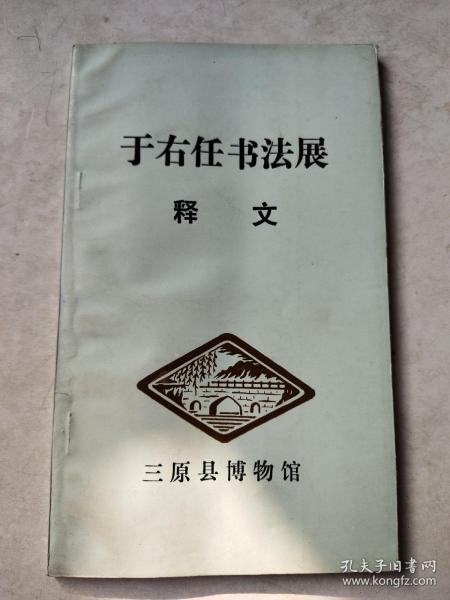 于右任书法展
释 文
三原县博物馆
孔夫子旧书网
www.kongfz.com